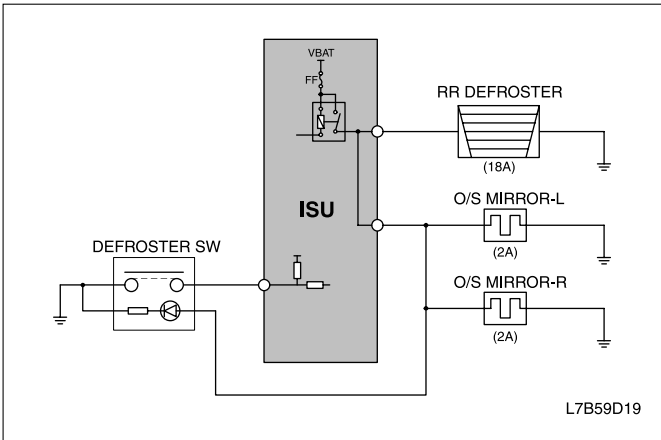 VBAT
FF
RR DEFROSTER
(18A)
ISU
O/S MIRROR-L
(2A)
DEFROSTER SW
O/S MIRROR-R
(2A)
L7B59D19